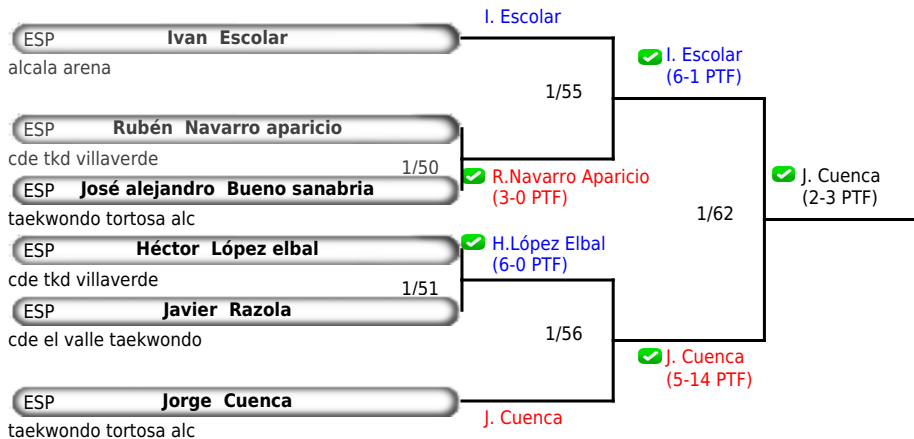 I. Escolar
ESP Ivan Escolar
alcala arena
I. Escolar
(6-1 PTF)
1/55
ESP Rubén Navarro aparicio
cde tkd villaverde
1/50
R.Navarro Aparicio
(3-0 PTF)
ESP José alejandro Bueno sanabria
taekwondo tortosa alc
J. Cuenca
(2-3 PTF)
1/62
H.López Elbal
(6-0 PTF)
ESP Héctor López elbal
cde tkd villaverde
1/51
ESP Javier Razola
cde el valle taekwondo
1/56
J. Cuenca
(5-14 PTF)
ESP Jorge Cuenca
taekwondo tortosa alc
J. Cuenca